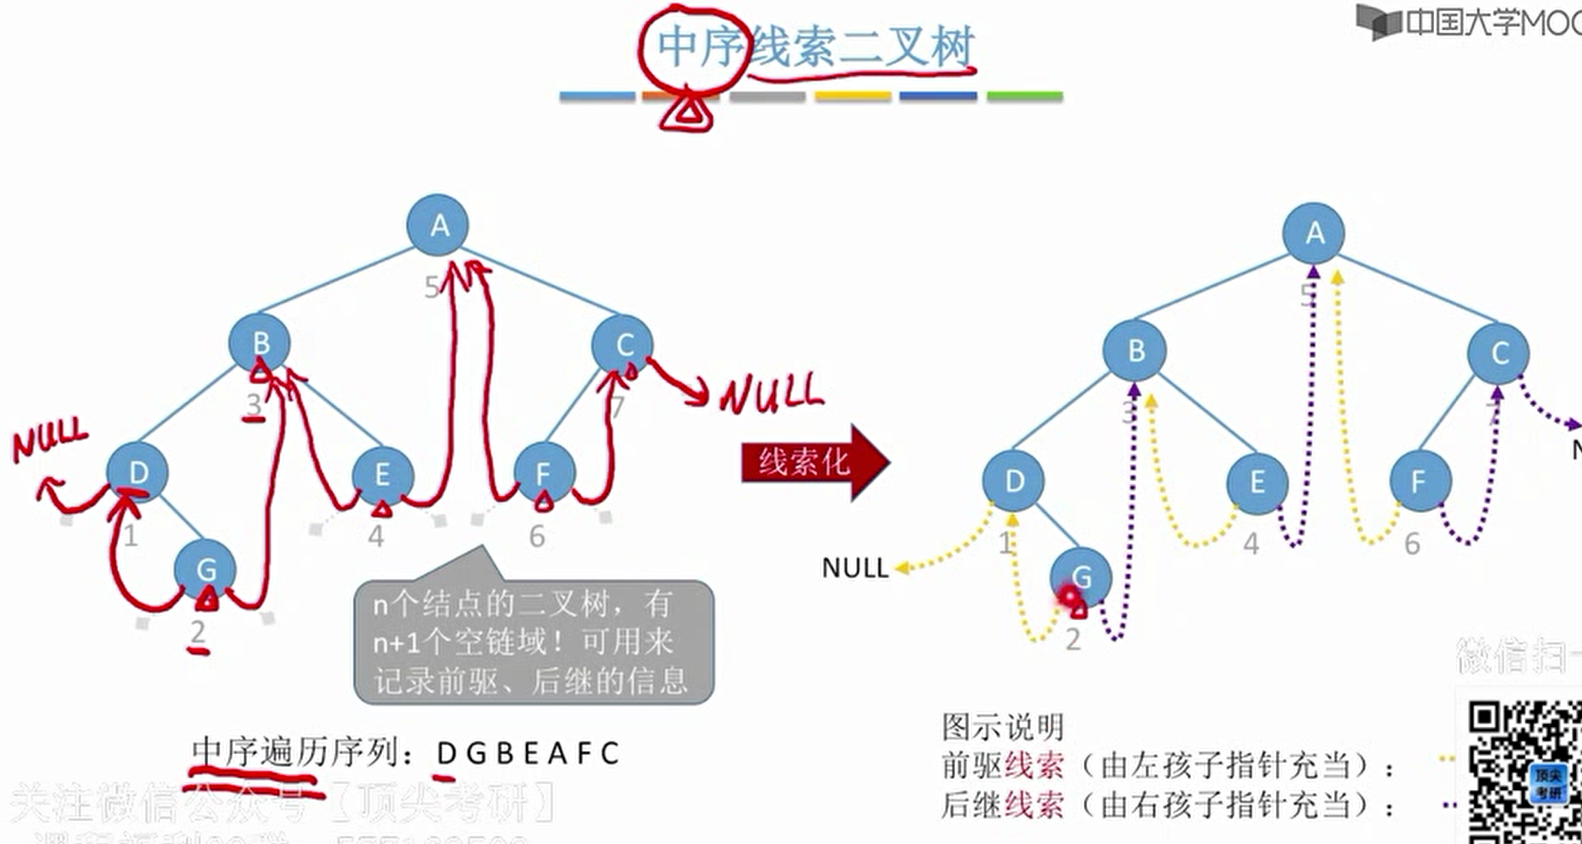 中序线索二叉树
中国大学MOO
A
5
B
3
C
7
NULL
NULL
D
1
E
4
F
6
G
2
线索化
A
5
B
3
C
7
D
1
E
4
F
6
NULL
N
G
2
n个结点的二叉树，有
n+1个空链域！可用来
记录前驱、后继的信息
中序遍历序列：D G B E A F C
图示说明
前驱线索（由左孩子指针充当）：
后继线索（由右孩子指针充当）：
微信扫一
顶尖
考研
关注微信公众号【顶尖考研】